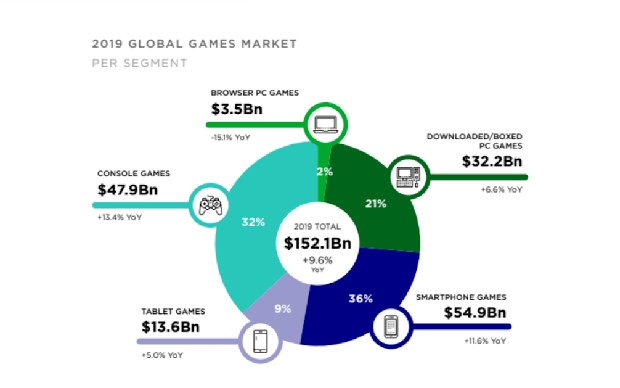 2019 GLOBAL GAMES MARKET
PER SEGMENT
BROWSER PC GAMES
$3.5Bn
-15.1% YoY
DOWNLOADED/BOXED
PC GAMES
$32.2Bn
+6.6% YoY
CONSOLE GAMES
$47.9Bn
+13.4% YoY
2%
21%
32%
2019 TOTAL
$152.1Bn
+9.6%
YoY
36%
9%
SMARTPHONE GAMES
$54.9Bn
+11.6% YoY
TABLET GAMES
$13.6Bn
+5.0% YoY